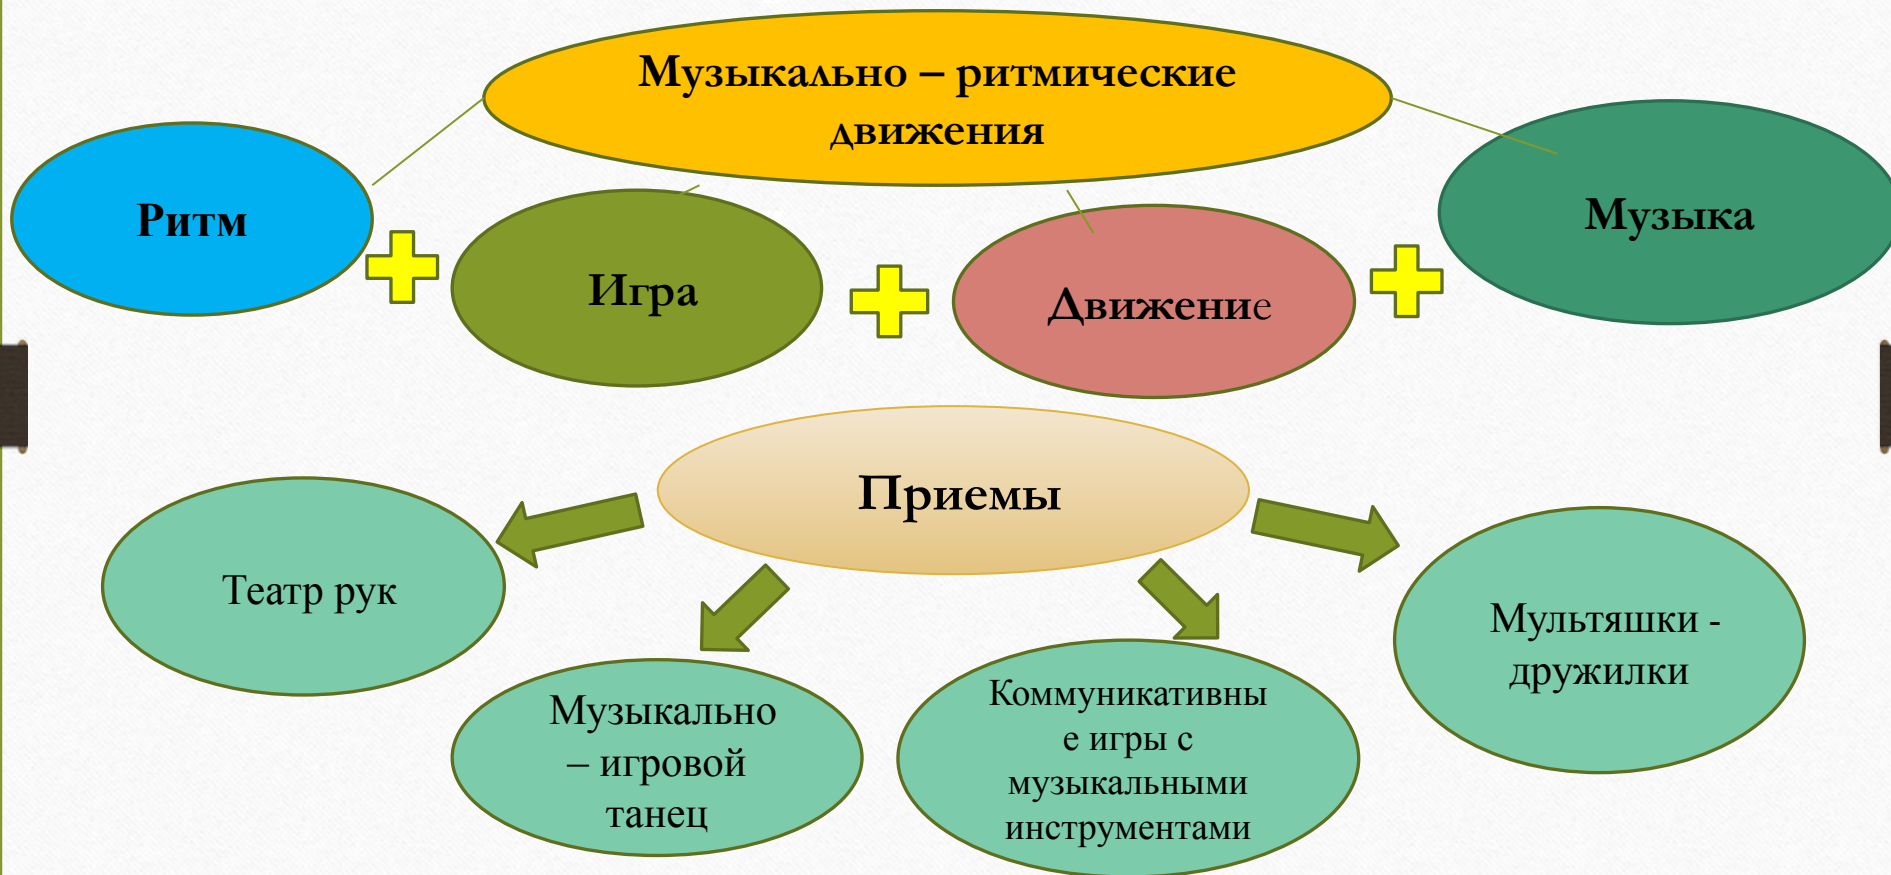 Музыкально – ритмические
движения
Ритм
Игра
Движение
Музыка
Приемы
Театр рук
Музыкально
– игровой
танец
Коммуникативны
е игры с
музыкальными
инструментами
Мультяшки -
дружилки